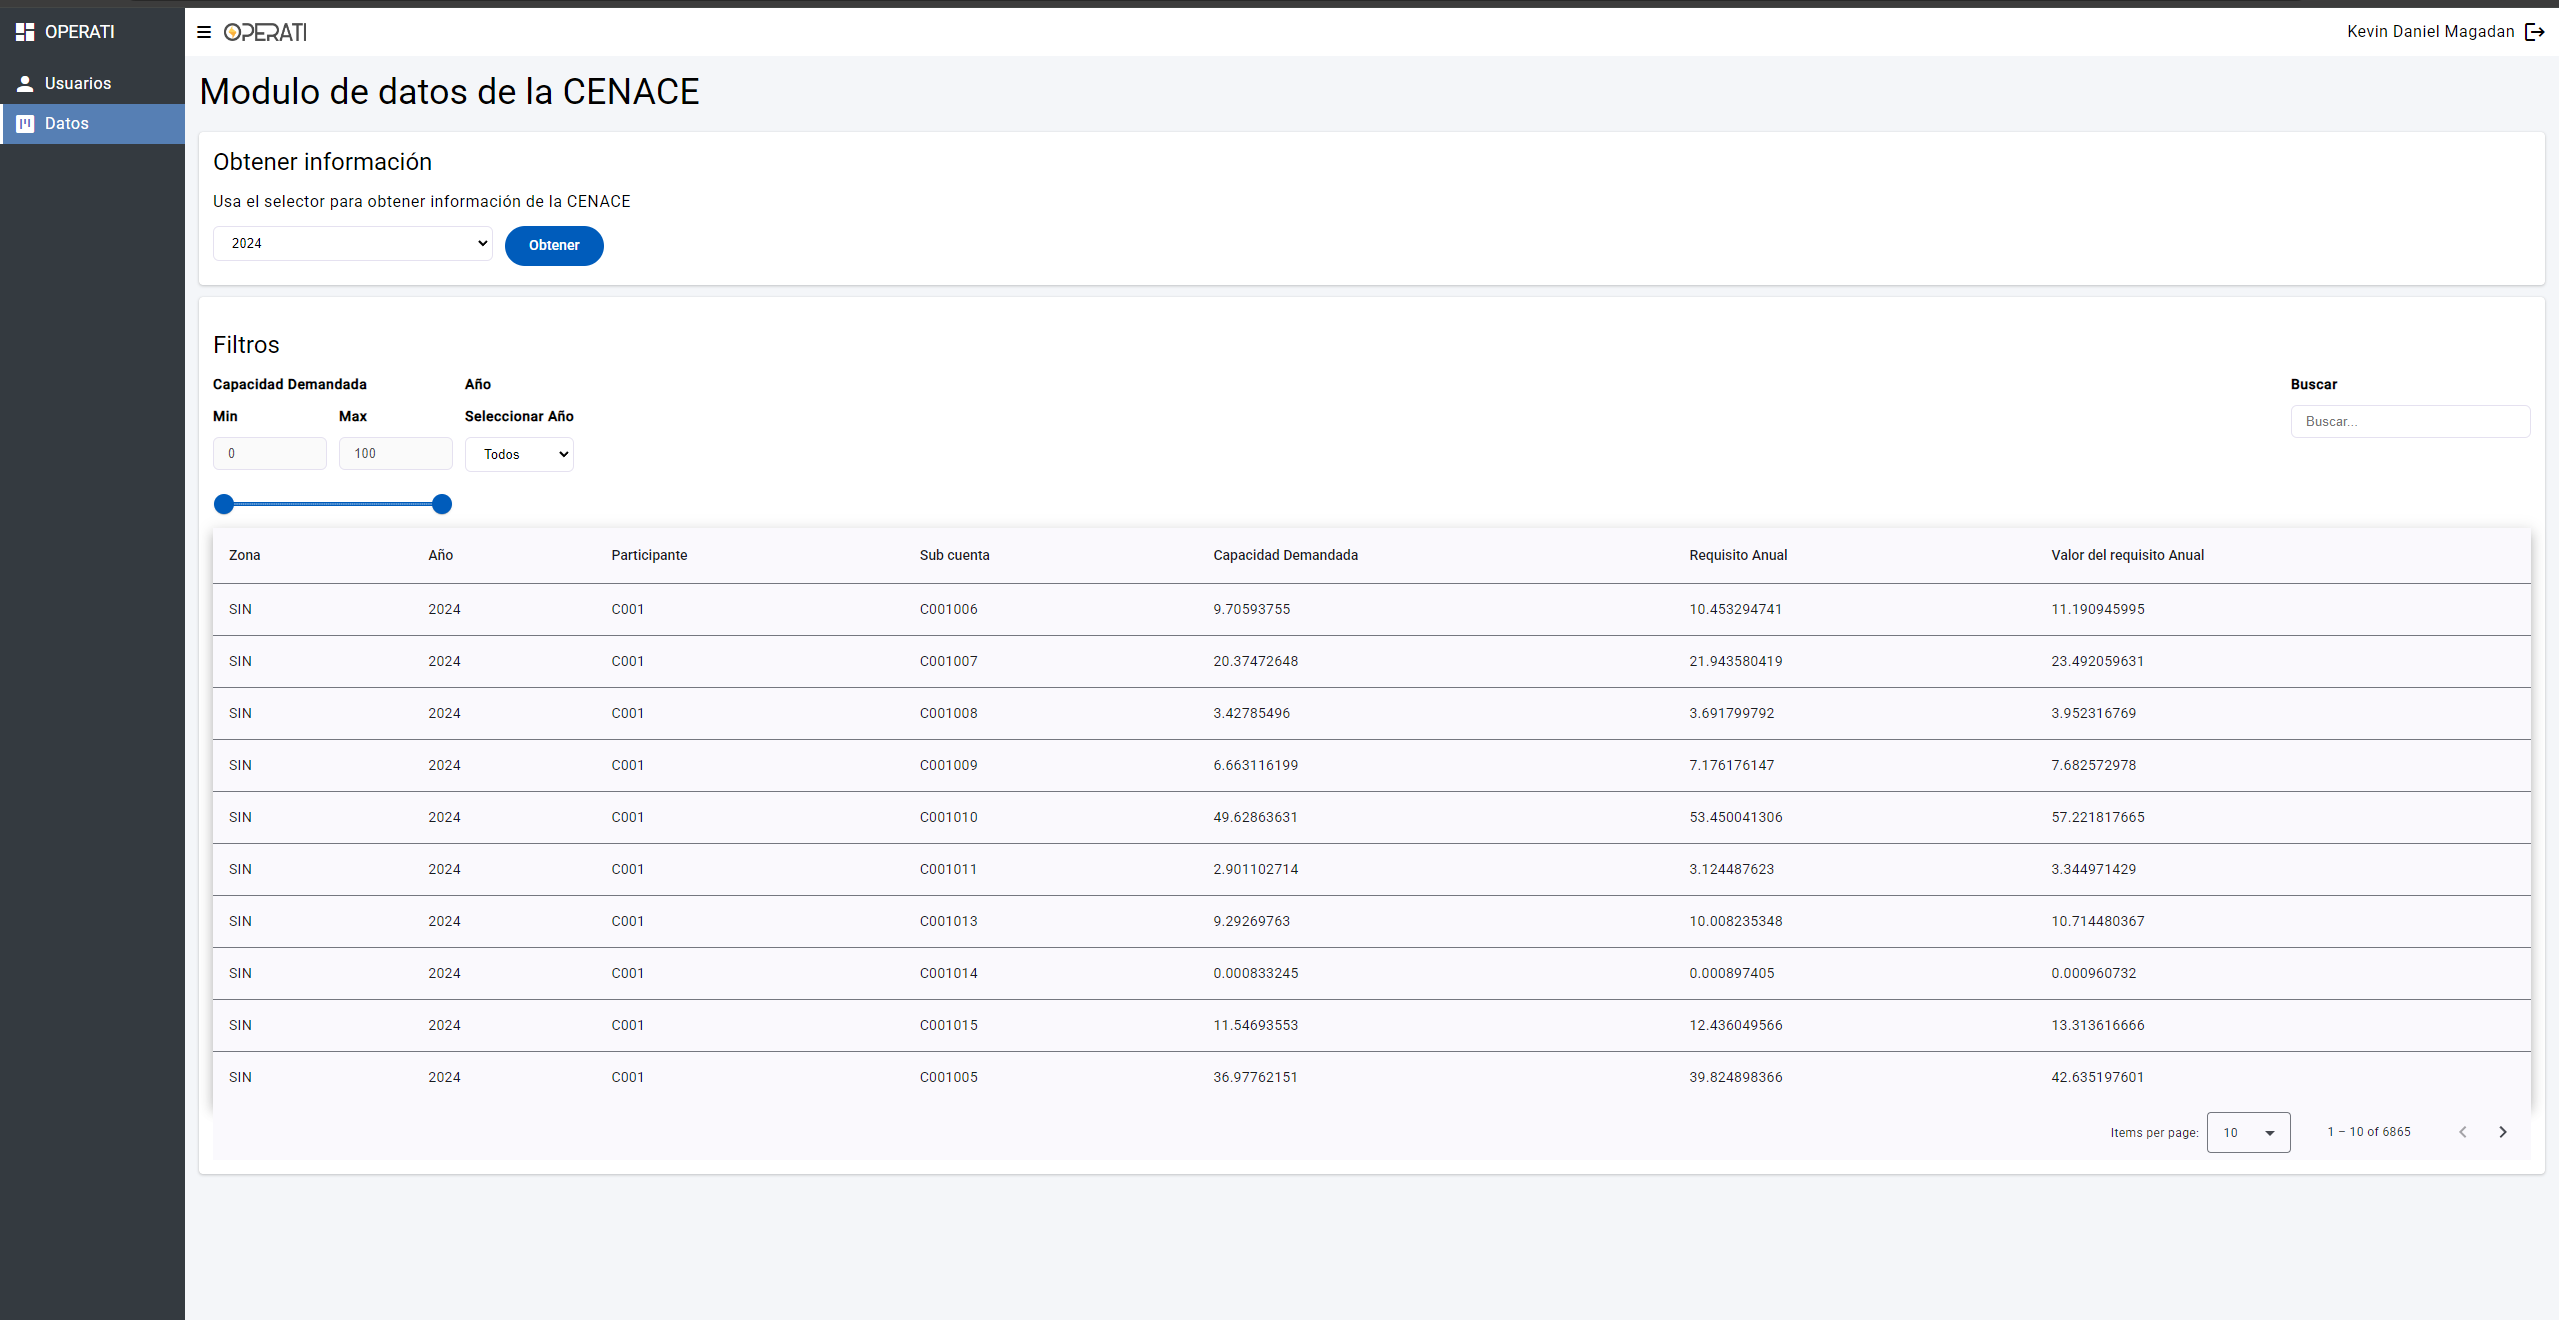 OPERATI
Usuarios
Datos
OPERATI
Kevin Daniel Magadan
Modulo de datos de la CENACE
Obtener información
Usa el selector para obtener información de la CENACE
2024 Obtener
Filtros
Capacidad Demandada Año Buscar
Min Max Seleccionar Año
0 100 Todos Buscar...
Zona Año Participante Sub cuenta Capacidad Demandada Requisito Anual Valor del requisito Anual
SIN 2024 C001 C001006 9.70593755 10.453294741 11.190945995
SIN 2024 C001 C001007 20.37472648 21.943580419 23.492059631
SIN 2024 C001 C001008 3.42785496 3.691799792 3.952316769
SIN 2024 C001 C001009 6.663116199 7.176176147 7.682572978
SIN 2024 C001 C001010 49.62863631 53.450041306 57.221817665
SIN 2024 C001 C001011 2.901102714 3.124487623 3.344971429
SIN 2024 C001 C001013 9.29269763 10.008235348 10.714480367
SIN 2024 C001 C001014 0.000833245 0.000897405 0.000960732
SIN 2024 C001 C001015 11.54693553 12.436049566 13.313616666
SIN 2024 C001 C001005 36.97762151 39.824898366 42.635197601
Items per page: 10 1 – 10 of 6865